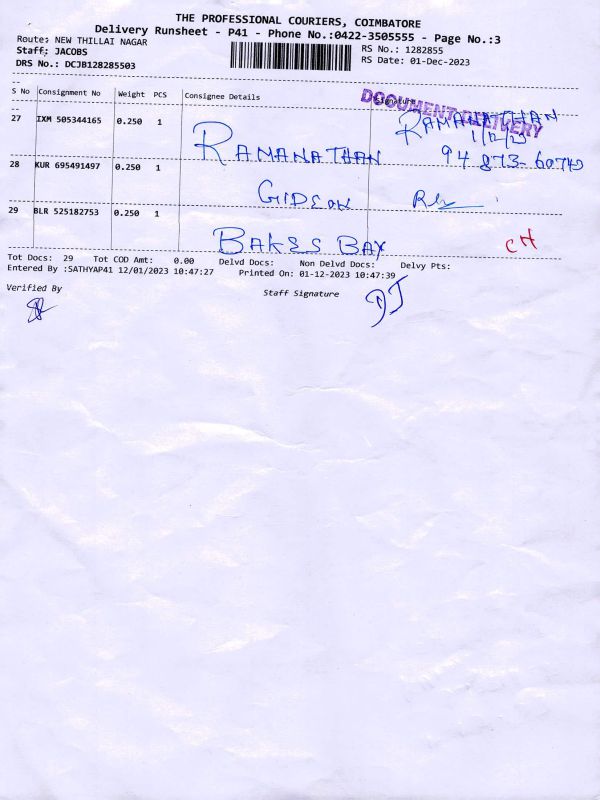 THE PROFESSIONAL COURIERS, COIMBATORE
Delivery Runsheet - P41 - Phone No.:0422-3505555 - Page No.:3
Route: NEW THILLAI NAGAR
RS No.: 1282855
Staff: JACOBS
RS Date: 01-Dec-2023
DRS No.: DCJB128285503
S No Consignment No Weight PCS Consignee Details Signature
DOCUMENT DELIVERY
27 IXM 505344165 0.250 1 RAMANATHAN RAMANATHAN
1/12/23
94 873-60740
28 KUR 695491497 0.250 1 GIDEON
29 BLR 525182753 0.250 1 BAKES BAY CH
Tot Docs: 29 Tot COD Amt: 0.00 Delvd Docs: Non Delvd Docs: Delvy Pts:
Entered By :SATHYAP41 12/01/2023 10:47:27 Printed On: 01-12-2023 10:47:39
Verified By Staff Signature